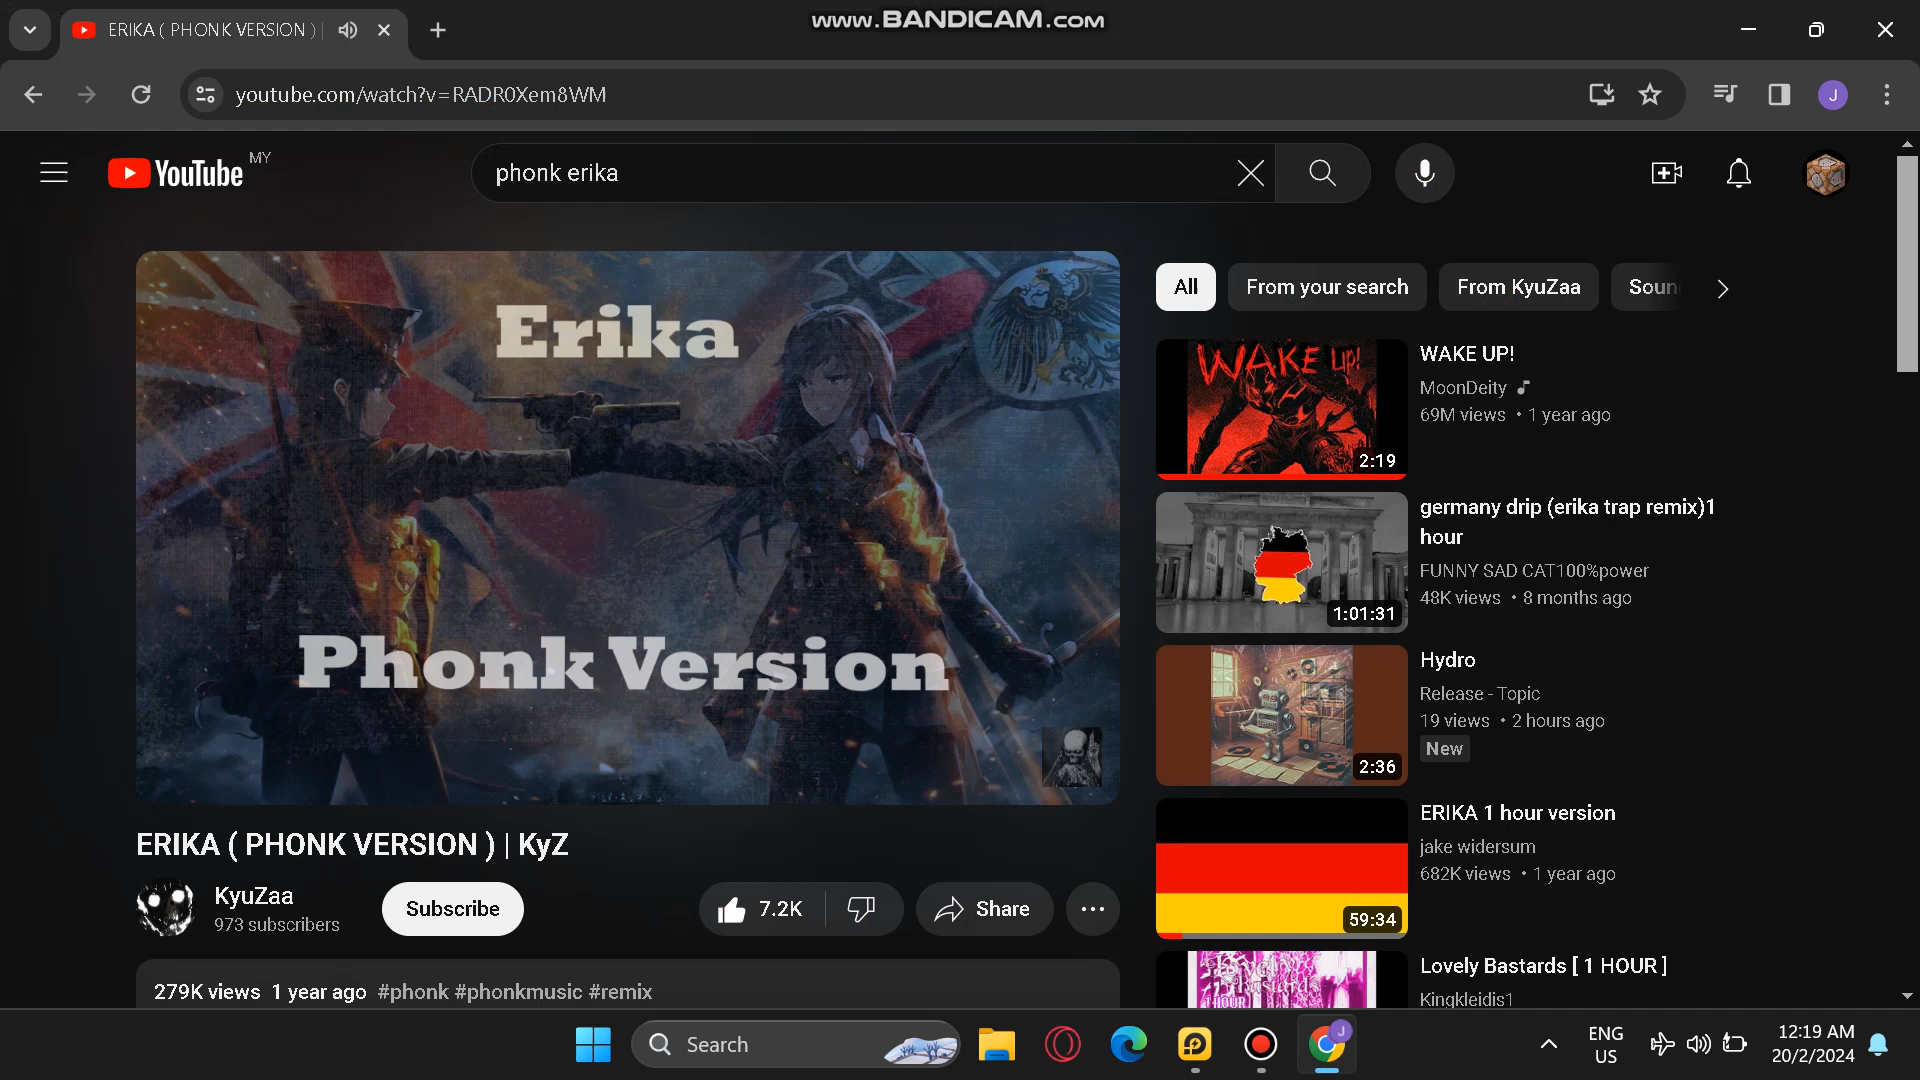 www.BANDICAM.COM
ERIKA ( PHONK VERSION ) |
youtube.com/watch?v=RADR0Xem8WM
J
YouTube MY
phonk erika
Erika
Phonk Version
ERIKA ( PHONK VERSION ) | KyZ
KyuZaa
973 subscribers
Subscribe
7.2K
Share
279K views 1 year ago #phonk #phonkmusic #remix
All
From your search
From KyuZaa
Soun
WAKE UP!
2:19
WAKE UP!
MoonDeity
69M views • 1 year ago
1:01:31
germany drip (erika trap remix)1
hour
FUNNY SAD CAT100%power
48K views • 8 months ago
2:36
Hydro
Release - Topic
19 views • 2 hours ago
New
59:34
ERIKA 1 hour version
jake widersum
682K views • 1 year ago
Lovely Bastards
1 HOUR
Lovely Bastards [ 1 HOUR ]
Kingkleidis1
Search
J
ENG
US
12:19 AM
20/2/2024